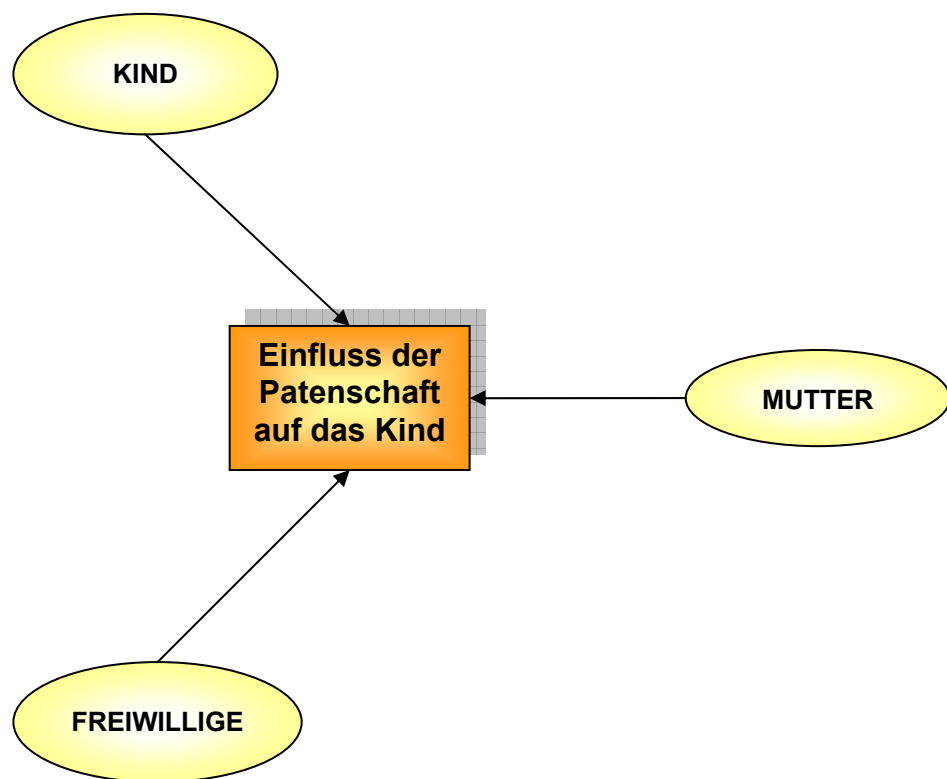 KIND
Einfluss der
Patenschaft
auf das Kind
MUTTER
FREIWILLIGE